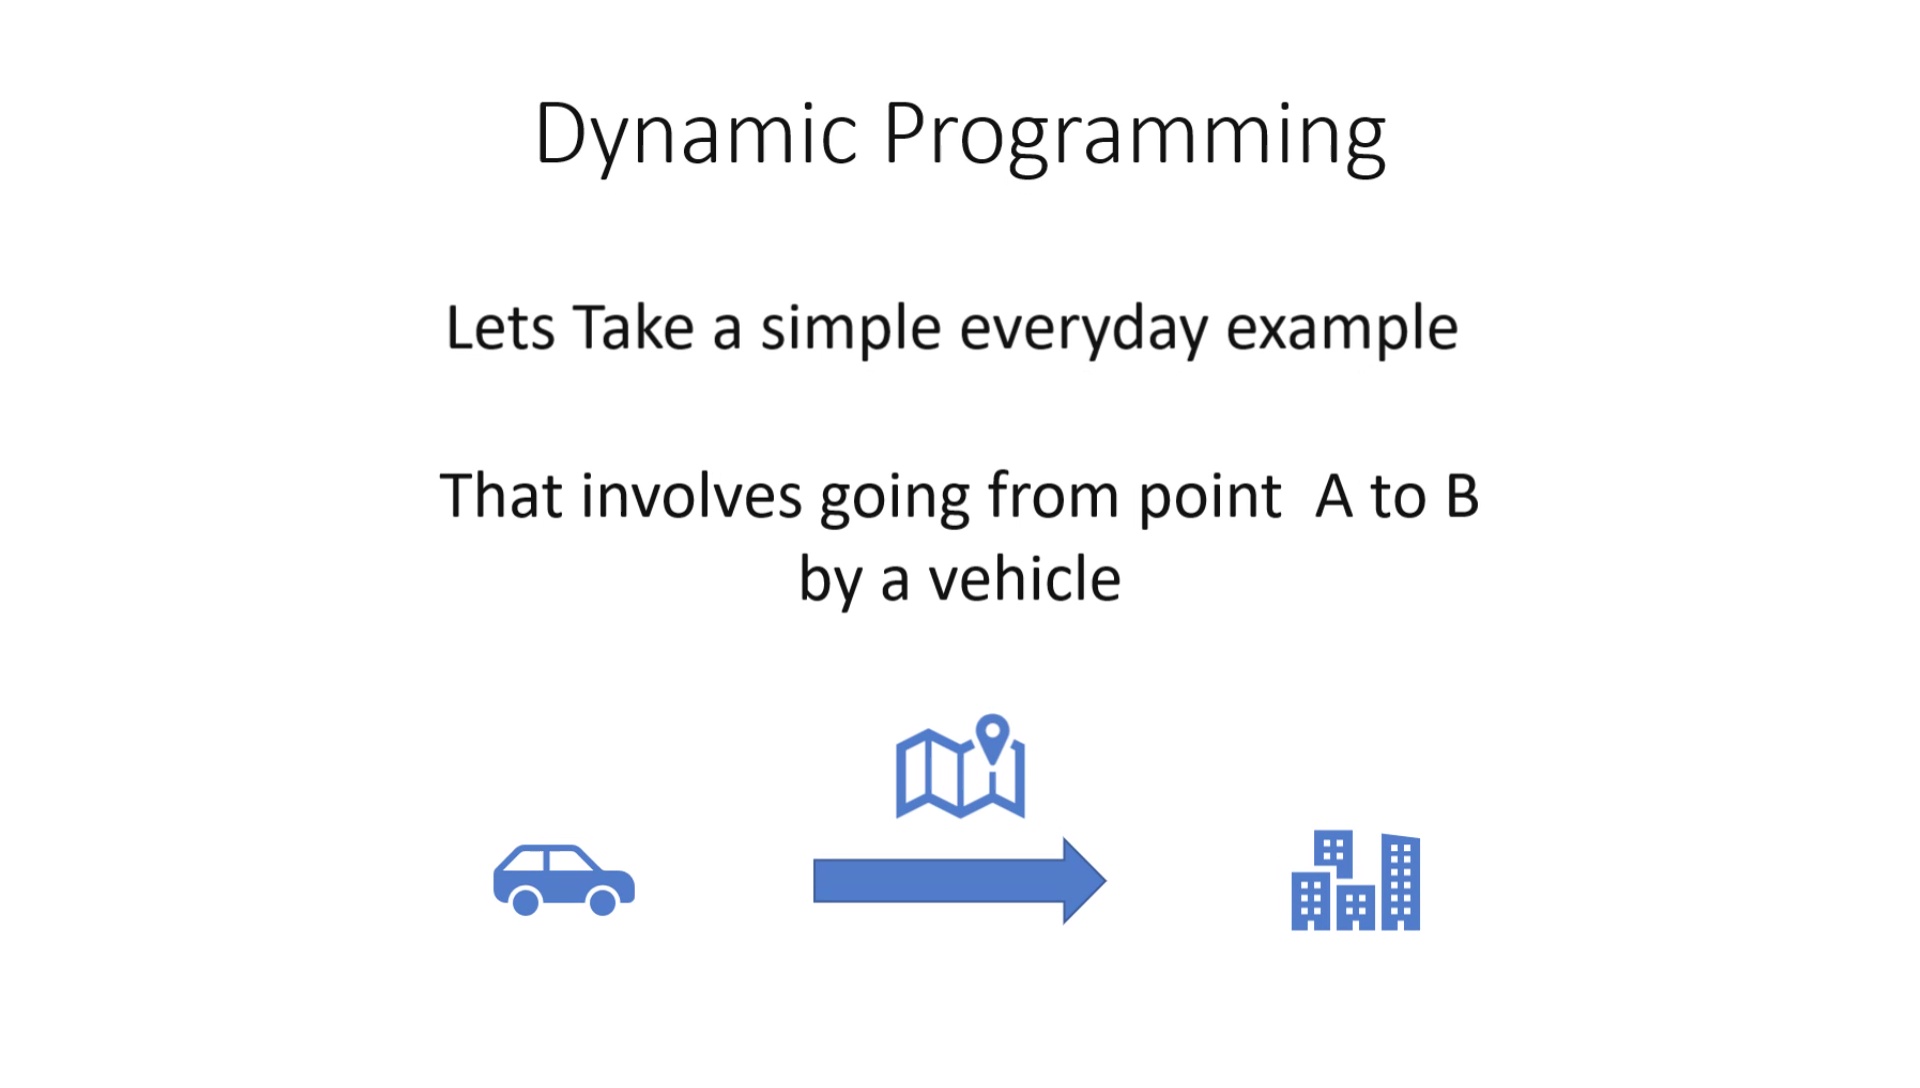 Dynamic Programming
Lets Take a simple everyday example
That involves going from point  A to B
by a vehicle